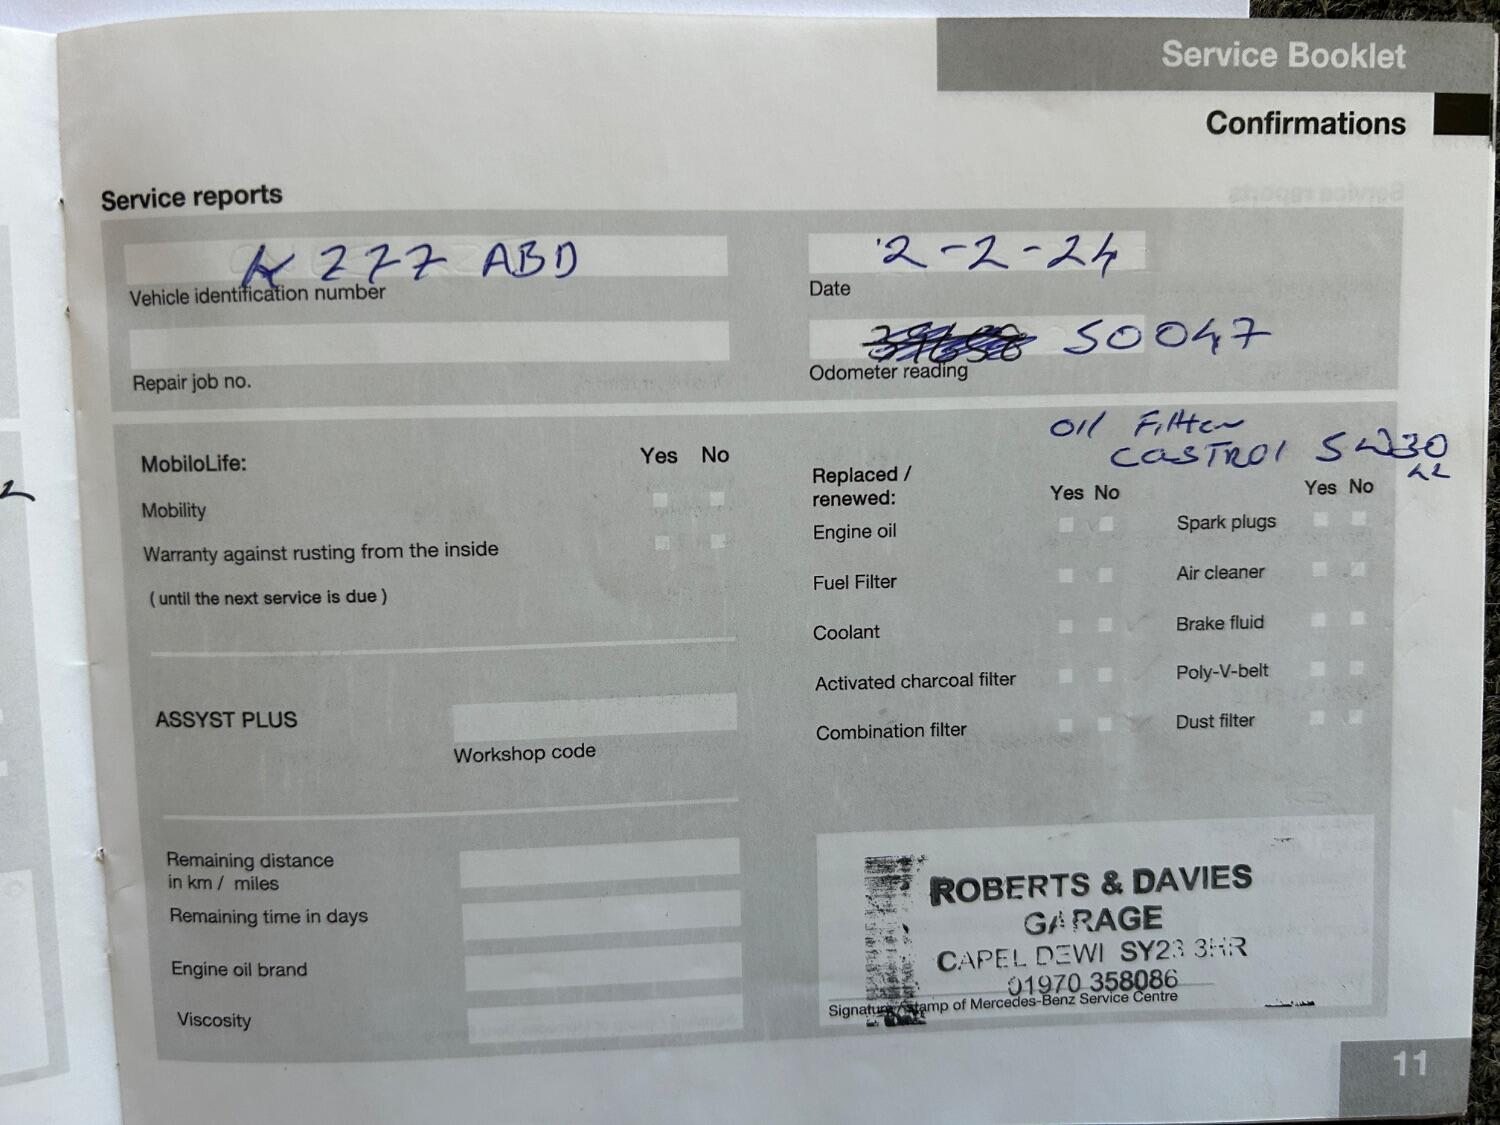 Service Booklet
Confirmations
Service reports
277 ABD
Vehicle identification number
2-2-24
Date
Repair job no.
50047
Odometer reading
MobiloLife:
Yes No
Mobility
Warranty against rusting from the inside
( until the next service is due )
ASSYST PLUS
Workshop code
Remaining distance
in km / miles
Remaining time in days
Engine oil brand
Viscosity
Oil Filter
CASTROl 5W30
Replaced /
renewed:
Yes No
Yes No
Engine oil
Spark plugs
Fuel Filter
Air cleaner
Coolant
Brake fluid
Activated charcoal filter
Poly-V-belt
Combination filter
Dust filter
ROBERTS & DAVIES
GARAGE
CAPEL DEWI SY23 3HR
01970 358086
Signature/stamp of Mercedes-Benz Service Centre
11